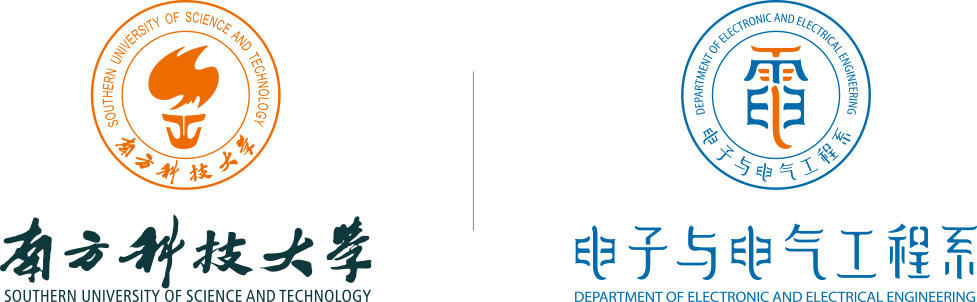 SOUTHERN UNIVERSITY OF SCIENCE AND TECHNOLOGY
南方科技大学
南方科技大学
SOUTHERN UNIVERSITY OF SCIENCE AND TECHNOLOGY
DEPARTMENT OF ELECTRONIC AND ELECTRICAL ENGINEERING
電
电子与电气工程系
电子与电气工程系
DEPARTMENT OF ELECTRONIC AND ELECTRICAL ENGINEERING